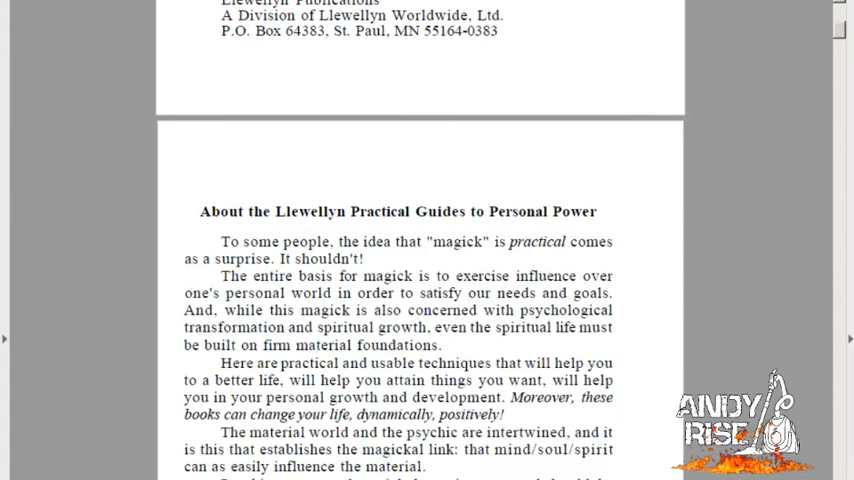 Llewellyn Publications
A Division of Llewellyn Worldwide, Ltd.
P.O. Box 64383, St. Paul, MN 55164-0383
About the Llewellyn Practical Guides to Personal Power
To some people, the idea that "magick" is practical comes
as a surprise. It shouldn't!
The entire basis for magick is to exercise influence over
one's personal world in order to satisfy our needs and goals.
And, while this magick is also concerned with psychological
transformation and spiritual growth, even the spiritual life must
be built on firm material foundations.
Here are practical and usable techniques that will help you
to a better life, will help you attain things you want, will help
you in your personal growth and development. Moreover, these
books can change your life, dynamically, positively!
The material world and the psychic are intertwined, and it
is this that establishes the magickal link: that mind/soul/spirit
can as easily influence the material.
ANDY
RISE